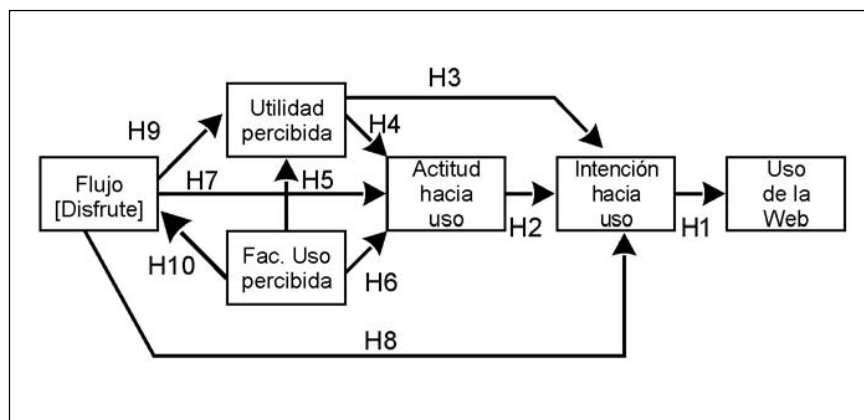 H3
Utilidad
percibida
H9
H4
Flujo
[Disfrute]
H7
H5
Actitud
hacia
uso
H2
Intención
hacia
uso
H1
Uso
de la
Web
H10
Fac. Uso
percibida
H6
H8